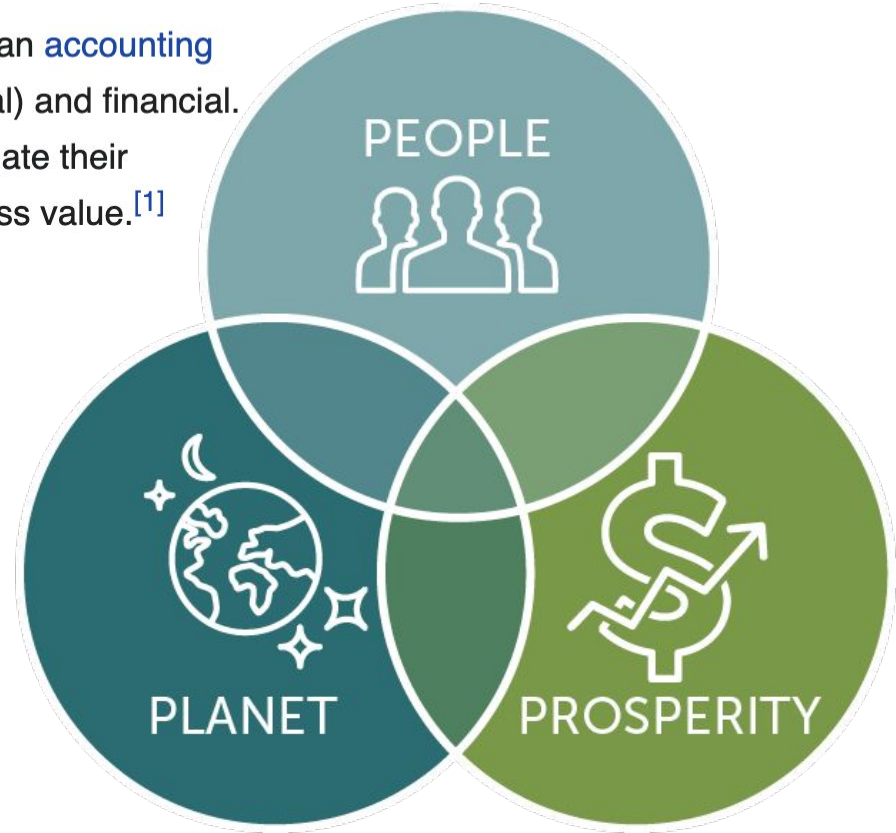 an accounting
al) and financial.
ate their
ss value.[1]
PEOPLE
PLANET
PROSPERITY